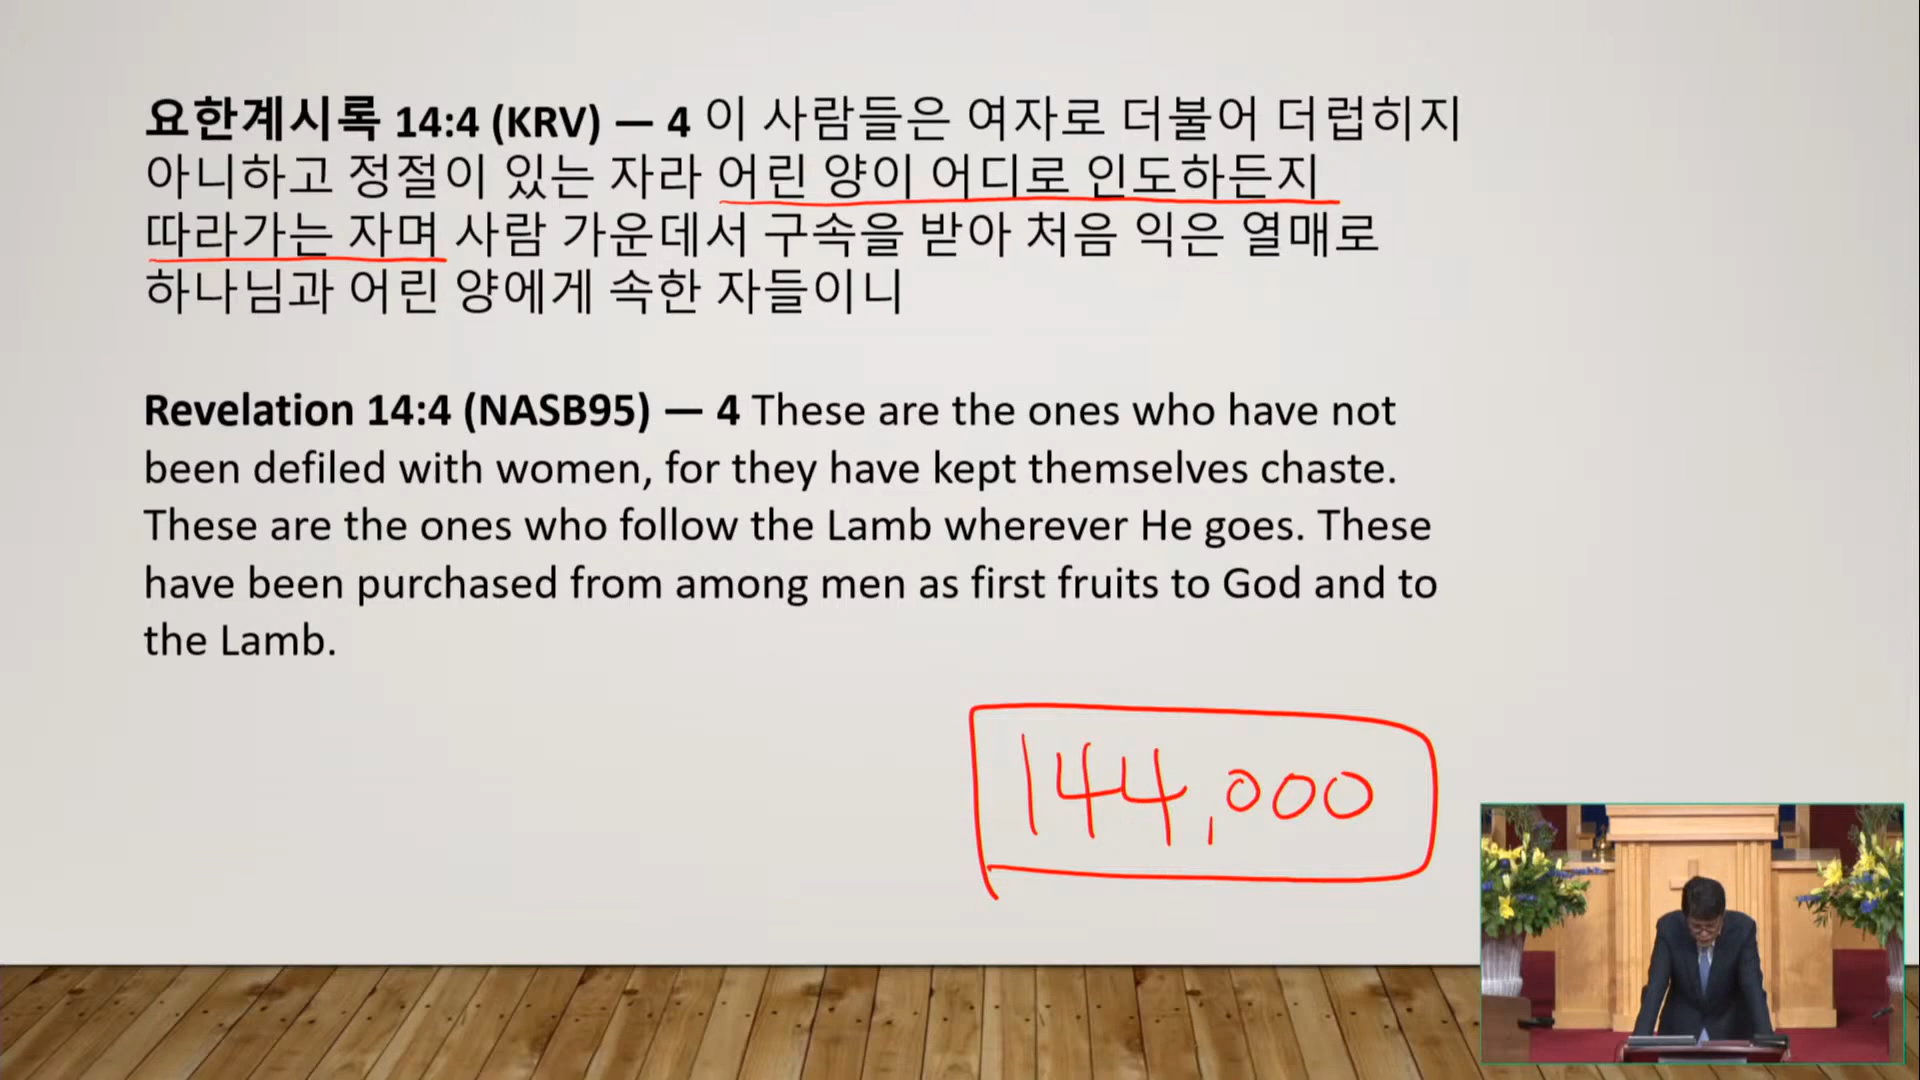 요한계시록 14:4 (KRV) — 4 이 사람들은 여자로 더불어 더럽히지
아니하고 정절이 있는 자라 어린 양이 어디로 인도하든지
따라가는 자며 사람 가운데서 구속을 받아 처음 익은 열매로
하나님과 어린 양에게 속한 자들이니
Revelation 14:4 (NASB95) — 4 These are the ones who have not
been defiled with women, for they have kept themselves chaste.
These are the ones who follow the Lamb wherever He goes. These
have been purchased from among men as first fruits to God and to
the Lamb.
144,000